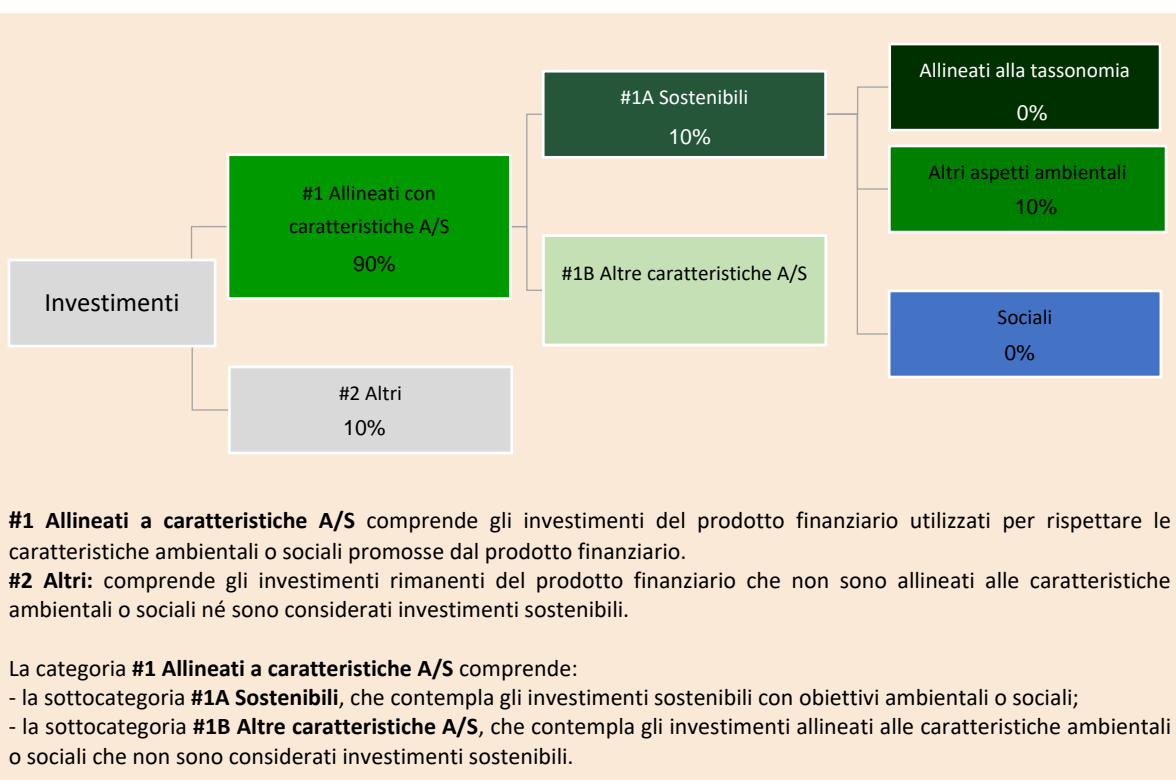 Investimenti
#1 Allineati con
caratteristiche A/S
90%
#2 Altri
10%
#1A Sostenibili
10%
#1B Altre caratteristiche A/S
Allineati alla tassonomia
0%
Altri aspetti ambientali
10%
Sociali
0%
#1 Allineati a caratteristiche A/S comprende gli investimenti del prodotto finanziario utilizzati per rispettare le
caratteristiche ambientali o sociali promosse dal prodotto finanziario.
#2 Altri: comprende gli investimenti rimanenti del prodotto finanziario che non sono allineati alle caratteristiche
ambientali o sociali né sono considerati investimenti sostenibili.
La categoria #1 Allineati a caratteristiche A/S comprende:
- la sottocategoria #1A Sostenibili, che contempla gli investimenti sostenibili con obiettivi ambientali o sociali;
- la sottocategoria #1B Altre caratteristiche A/S, che contempla gli investimenti allineati alle caratteristiche ambientali
o sociali che non sono considerati investimenti sostenibili.